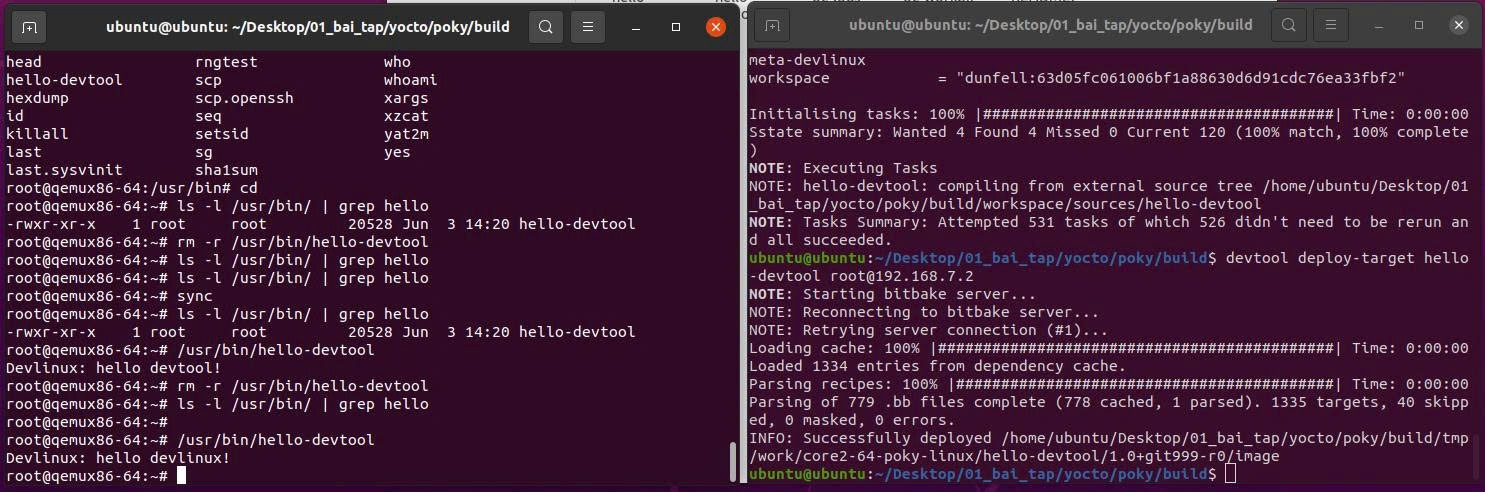 ubuntu@ubuntu: ~/Desktop/01_bai_tap/yocto/poky/build
head                 rngtest              who
hello-devtool        scp                  whoami
hexdump              scp.openssh          xargs
id                   seq                  xzcat
killall              setsid               yat2m
last                 sg                   yes
last.sysvinit        sha1sum
root@qemux86-64:/usr/bin# cd
root@qemux86-64:~# ls -l /usr/bin/ | grep hello
-rwxr-xr-x    1 root     root         20528 Jun  3 14:20 hello-devtool
root@qemux86-64:~# rm -r /usr/bin/hello-devtool
root@qemux86-64:~# ls -l /usr/bin/ | grep hello
root@qemux86-64:~# ls -l /usr/bin/ | grep hello
root@qemux86-64:~# sync
root@qemux86-64:~# ls -l /usr/bin/ | grep hello
-rwxr-xr-x    1 root     root         20528 Jun  3 14:20 hello-devtool
root@qemux86-64:~# /usr/bin/hello-devtool
Devlinux: hello devtool!
root@qemux86-64:~# rm -r /usr/bin/hello-devtool
root@qemux86-64:~# ls -l /usr/bin/ | grep hello
root@qemux86-64:~#
root@qemux86-64:~# /usr/bin/hello-devtool
Devlinux: hello devlinux!
root@qemux86-64:~#
ubuntu@ubuntu: ~/Desktop/01_bai_tap/yocto/poky/build
meta-devlinux
workspace            = "dunfell:63d05fc061006bf1a88630d6d91cdc76ea33fbf2"
Initialising tasks: 100% |#######################################| Time: 0:00:00
Sstate summary: Wanted 4 Found 4 Missed 0 Current 120 (100% match, 100% complete
)
NOTE: Executing Tasks
NOTE: hello-devtool: compiling from external source tree /home/ubuntu/Desktop/01
_bai_tap/yocto/poky/build/workspace/sources/hello-devtool
NOTE: Tasks Summary: Attempted 531 tasks of which 526 didn't need to be rerun an
d all succeeded.
ubuntu@ubuntu:~/Desktop/01_bai_tap/yocto/poky/build$ devtool deploy-target hello
-devtool root@192.168.7.2
NOTE: Starting bitbake server...
NOTE: Reconnecting to bitbake server...
NOTE: Retrying server connection (#1)...
Loading cache: 100% |############################################| Time: 0:00:00
Loaded 1334 entries from dependency cache.
Parsing recipes: 100% |##########################################| Time: 0:00:00
Parsing of 779 .bb files complete (778 cached, 1 parsed). 1335 targets, 40 skipp
ed, 0 masked, 0 errors.
INFO: Successfully deployed /home/ubuntu/Desktop/01_bai_tap/yocto/poky/build/tmp
/work/core2-64-poky-linux/hello-devtool/1.0+git999-r0/image
ubuntu@ubuntu:~/Desktop/01_bai_tap/yocto/poky/build$